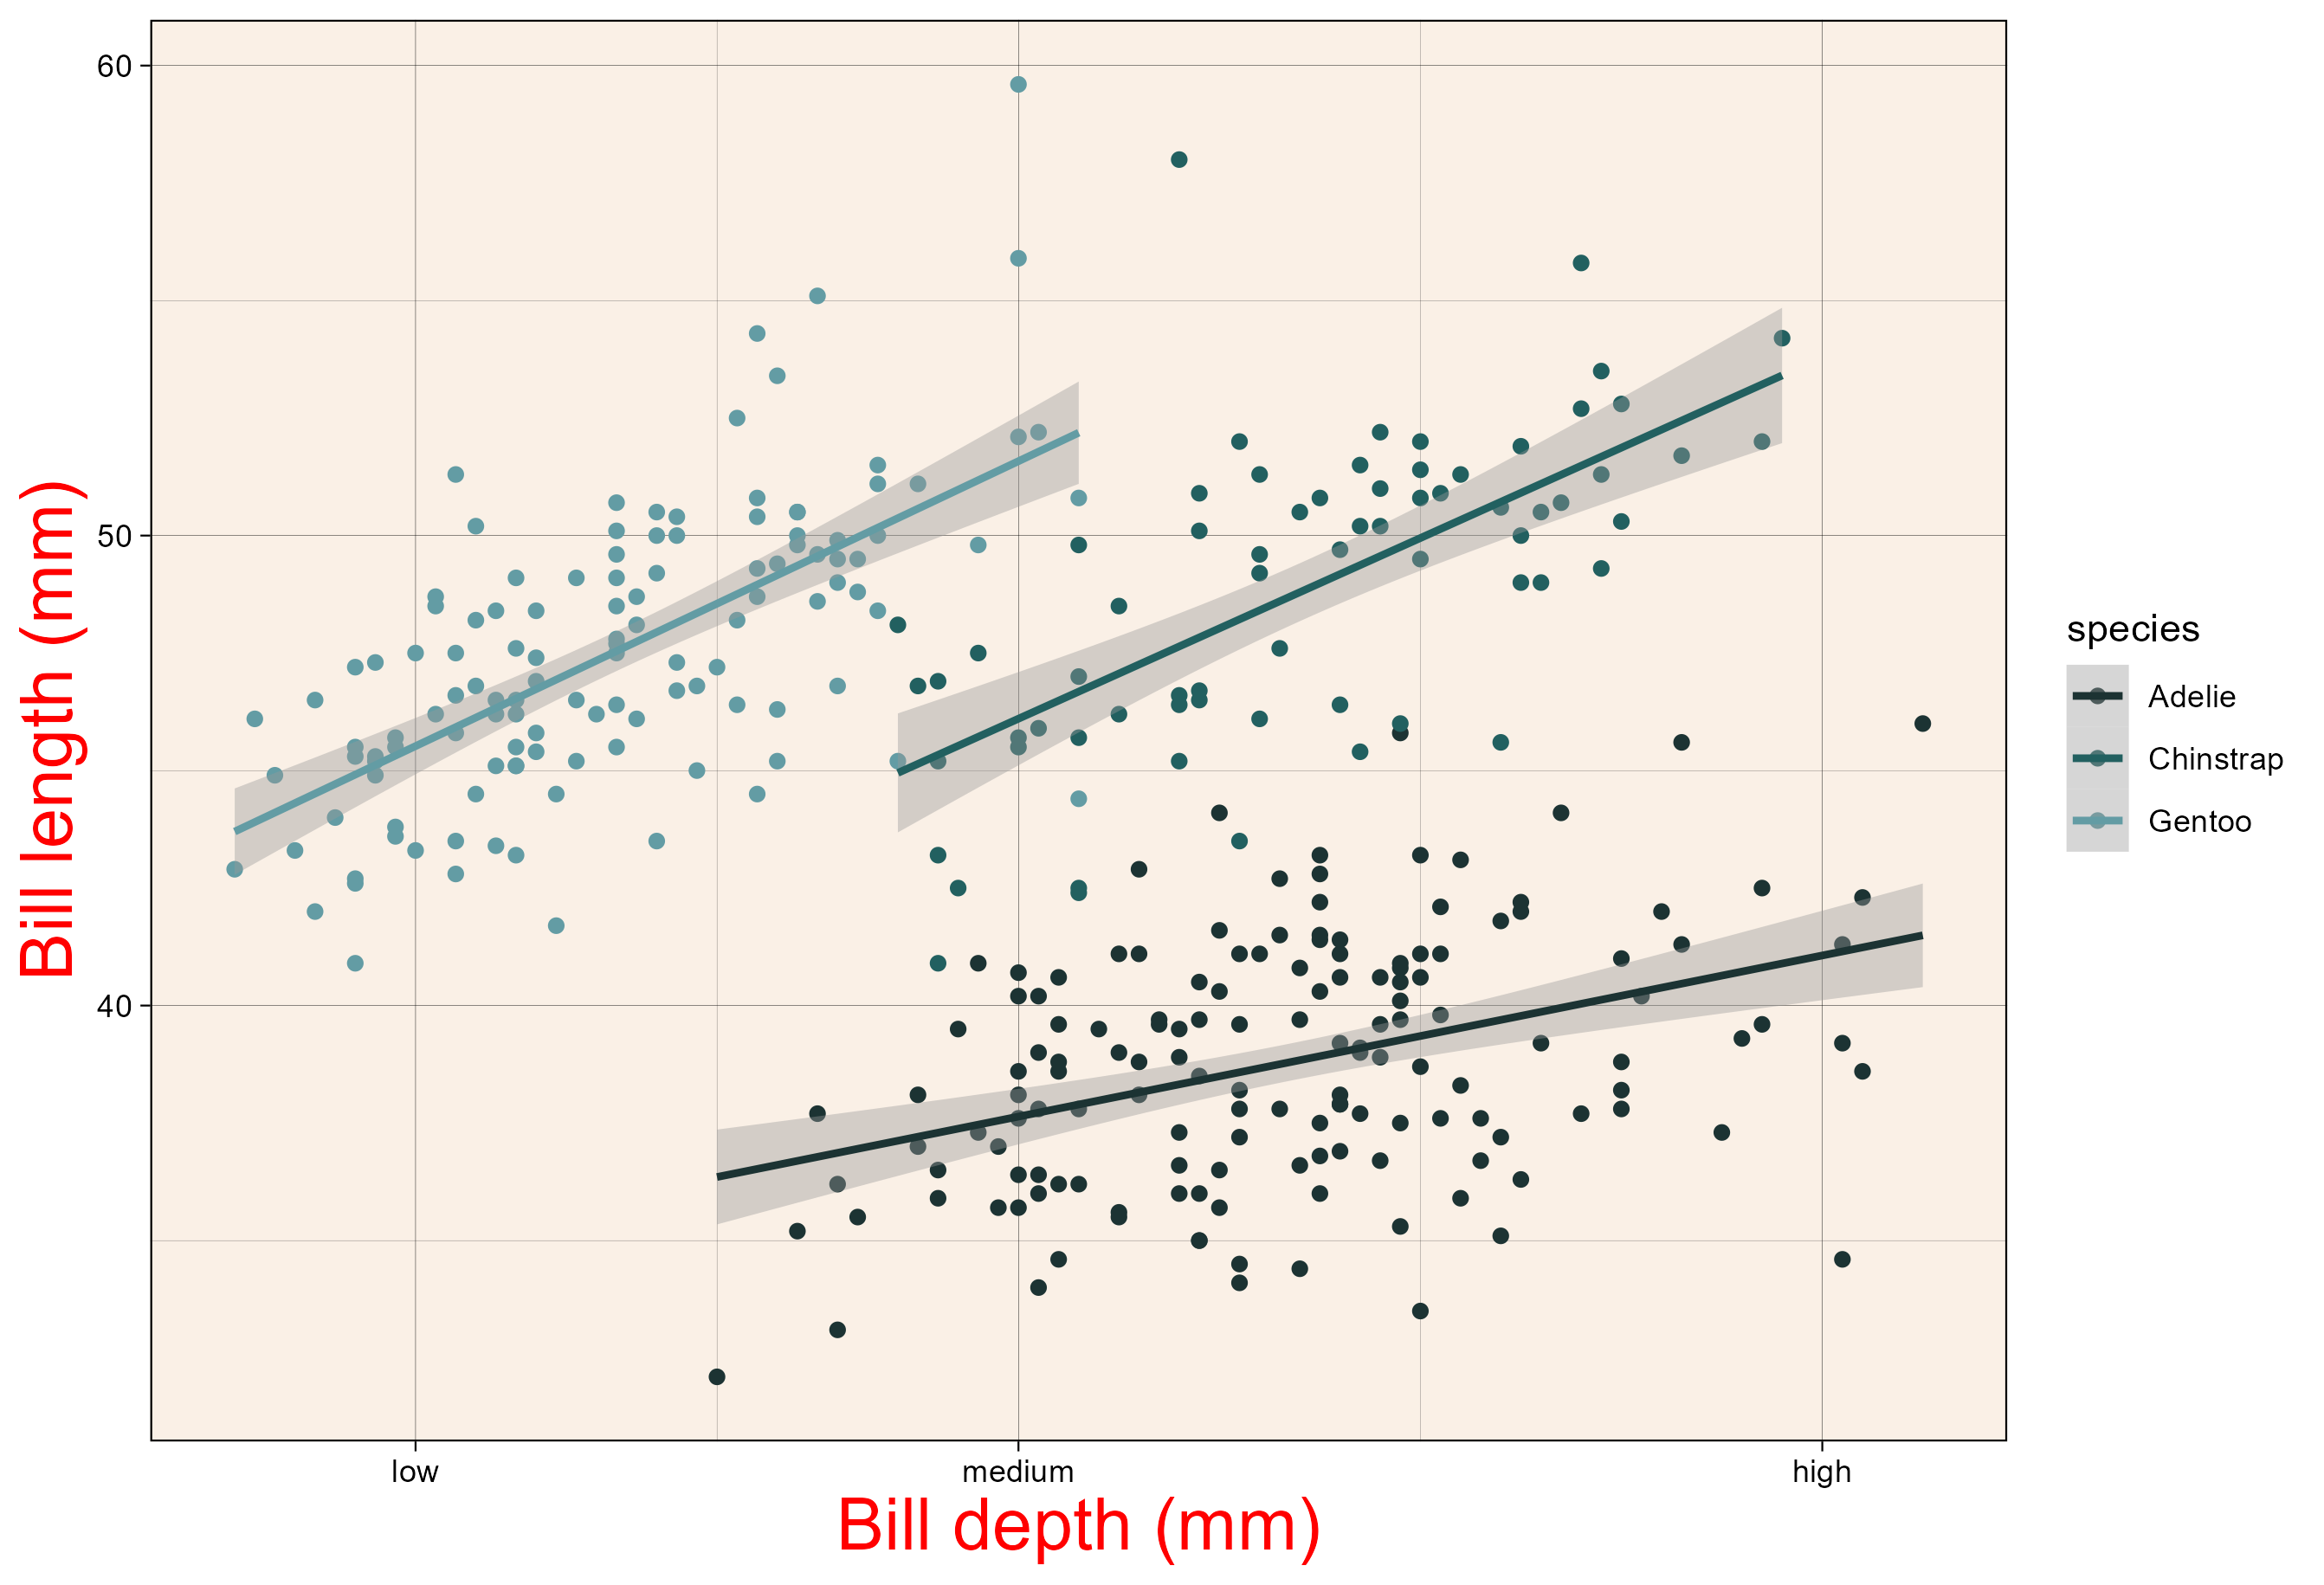 60
50
40
Bill length (mm)
low medium high
Bill depth (mm)
species
Adelie
Chinstrap
Gentoo